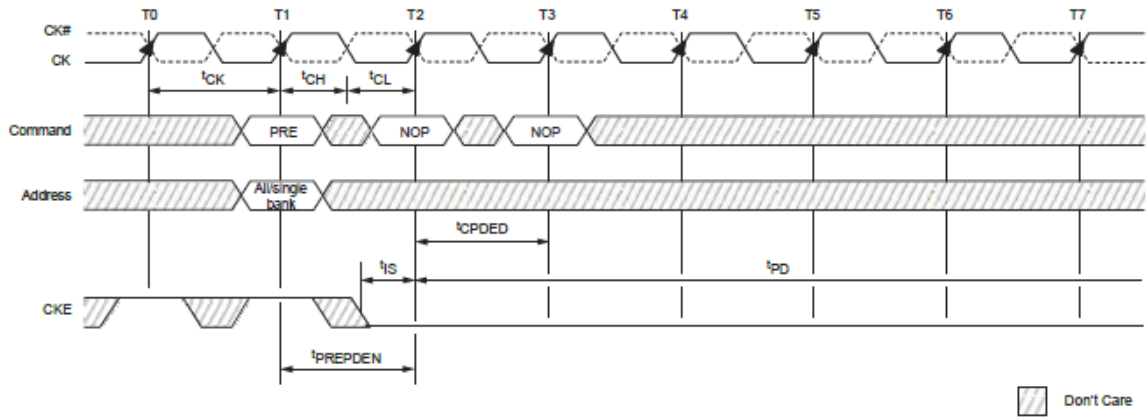 T0 T1 T2 T3 T4 T5 T6 T7
CK#
CK
tCK tCH tCL
Command PRE NOP NOP
Address All/single
bank
tCPDED
tIS tPD
CKE
tPREPDEN
Don't Care